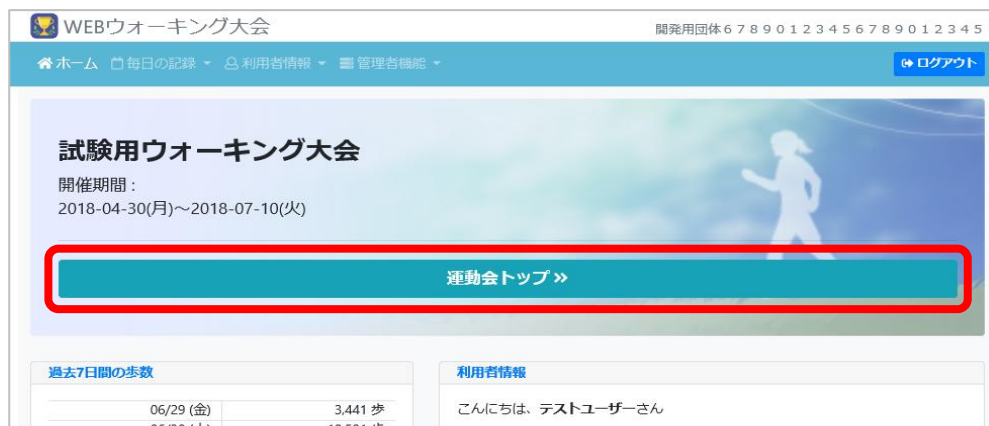 WEBウォーキング大会
開発用団体６７８９０１２３４５６７８９０１２３４５
ホーム 毎日の記録 利用者情報 管理者機能 ログアウト
試験用ウォーキング大会
開催期間 :
2018-04-30(月)～2018-07-10(火)
運動会トップ »
過去7日間の歩数
利用者情報
06/29 (金) 3,441 歩
こんにちは、テストユーザーさん